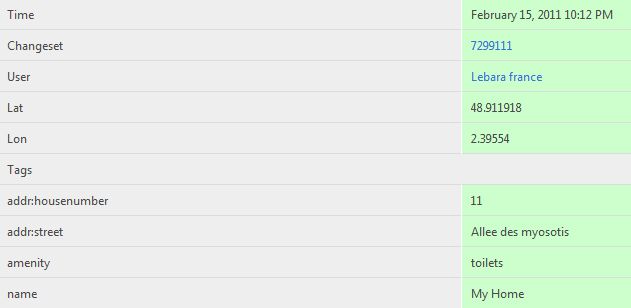 Time February 15, 2011 10:12 PM
Changeset 7299111
User Lebara france
Lat 48.911918
Lon 2.39554
Tags
addr:housenumber 11
addr:street Allee des myosotis
amenity toilets
name My Home